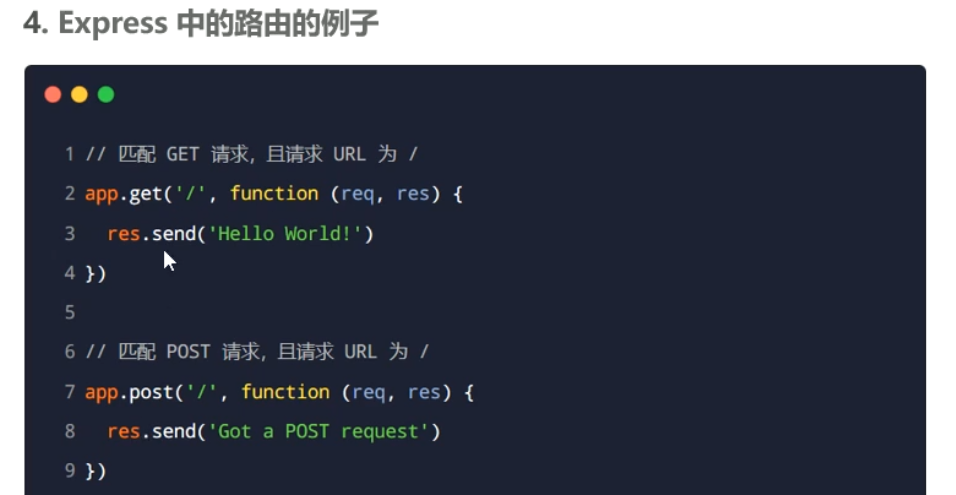 4. Express 中的路由的例子
1 // 匹配 GET 请求, 且请求 URL 为 /
2 app.get('/', function (req, res) {
3   res.send('Hello World!')
4 })
5
6 // 匹配 POST 请求, 且请求 URL 为 /
7 app.post('/', function (req, res) {
8   res.send('Got a POST request')
9 })